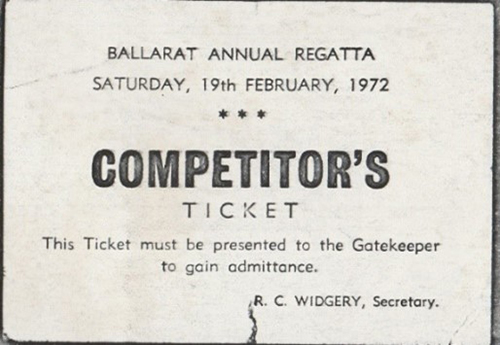 BALLARAT ANNUAL REGATTA
SATURDAY, 19th FEBRUARY, 1972
* * *
COMPETITOR'S
TICKET
This Ticket must be presented to the Gatekeeper
to gain admittance.
R. C. WIDGERY, Secretary.